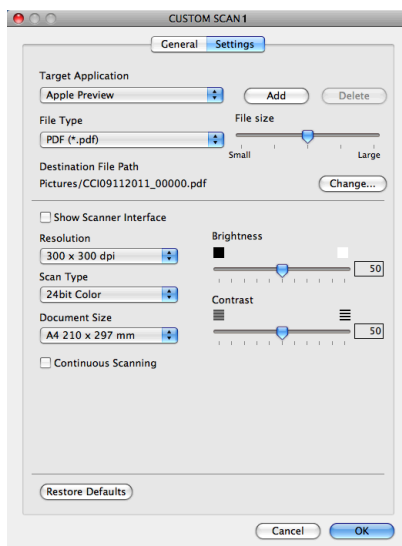 CUSTOM SCAN 1
General Settings
Target Application
Apple Preview Add Delete
File Type File size
PDF (*.pdf)
Small Large
Destination File Path
Pictures/CCI09112011_00000.pdf Change...
Show Scanner Interface
Resolution Brightness
300 x 300 dpi 50
Scan Type
24bit Color
Contrast
Document Size
A4 210 x 297 mm 50
Continuous Scanning
Restore Defaults
Cancel OK